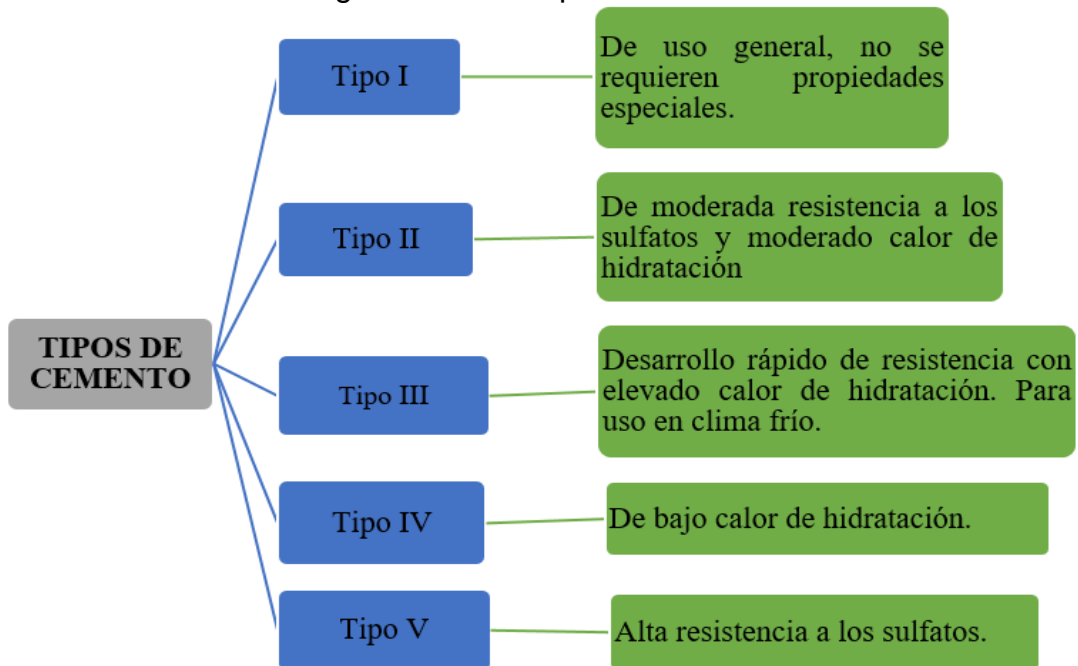 Tipo I
De uso general, no se
requieren propiedades
especiales.
Tipo II
De moderada resistencia a los
sulfatos y moderado calor de
hidratación
TIPOS DE
CEMENTO
Tipo III
Desarrollo rápido de resistencia con
elevado calor de hidratación. Para
uso en clima frío.
Tipo IV
De bajo calor de hidratación.
Tipo V
Alta resistencia a los sulfatos.